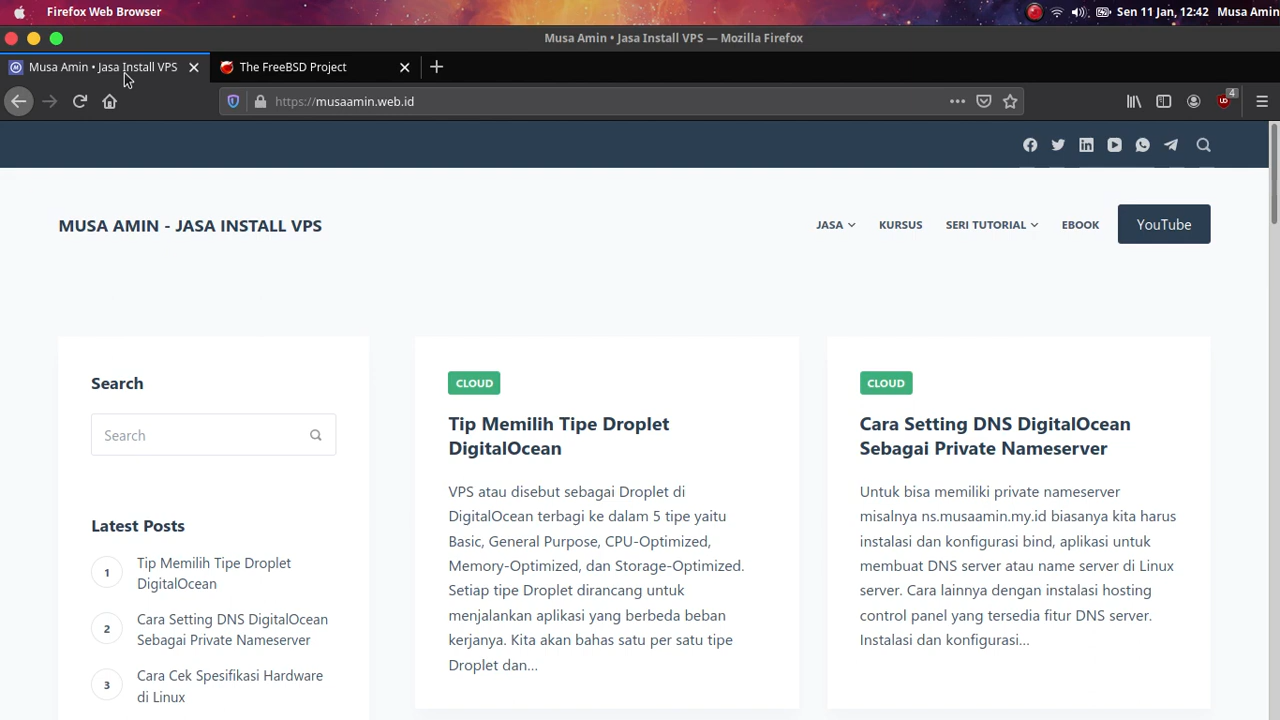 Firefox Web Browser
Sen 11 Jan, 12:42 Musa Amin
Musa Amin • Jasa Install VPS — Mozilla Firefox
Musa Amin • Jasa Install VPS
The FreeBSD Project
https://musaamin.web.id
4
MUSA AMIN - JASA INSTALL VPS
JASA
KURSUS
SERI TUTORIAL
EBOOK
YouTube
Search
Search
Latest Posts
1
Tip Memilih Tipe Droplet
DigitalOcean
2
Cara Setting DNS DigitalOcean
Sebagai Private Nameserver
3
Cara Cek Spesifikasi Hardware
di Linux
CLOUD
Tip Memilih Tipe Droplet
DigitalOcean
VPS atau disebut sebagai Droplet di
DigitalOcean terbagi ke dalam 5 tipe yaitu
Basic, General Purpose, CPU-Optimized,
Memory-Optimized, dan Storage-Optimized.
Setiap tipe Droplet dirancang untuk
menjalankan aplikasi yang berbeda beban
kerjanya. Kita akan bahas satu per satu tipe
Droplet dan...
CLOUD
Cara Setting DNS DigitalOcean
Sebagai Private Nameserver
Untuk bisa memiliki private nameserver
misalnya ns.musaamin.my.id biasanya kita harus
instalasi dan konfigurasi bind, aplikasi untuk
membuat DNS server atau name server di Linux
server. Cara lainnya dengan instalasi hosting
control panel yang tersedia fitur DNS server.
Instalasi dan konfigurasi...